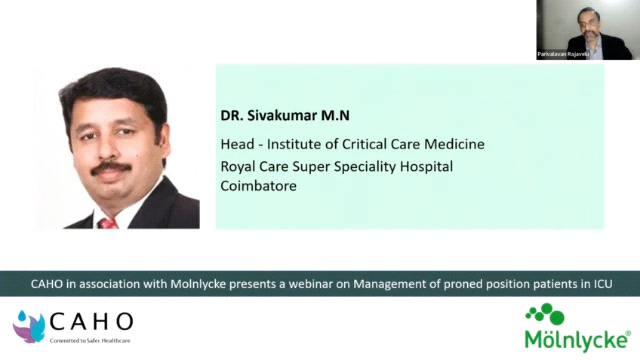 Parivalavan Rajavelu
DR. Sivakumar M.N
Head - Institute of Critical Care Medicine
Royal Care Super Speciality Hospital
Coimbatore
CAHO in association with Molnlycke presents a webinar on Management of proned position patients in ICU
CAHO
Committed to Safer Healthcare
Mölnlycke®